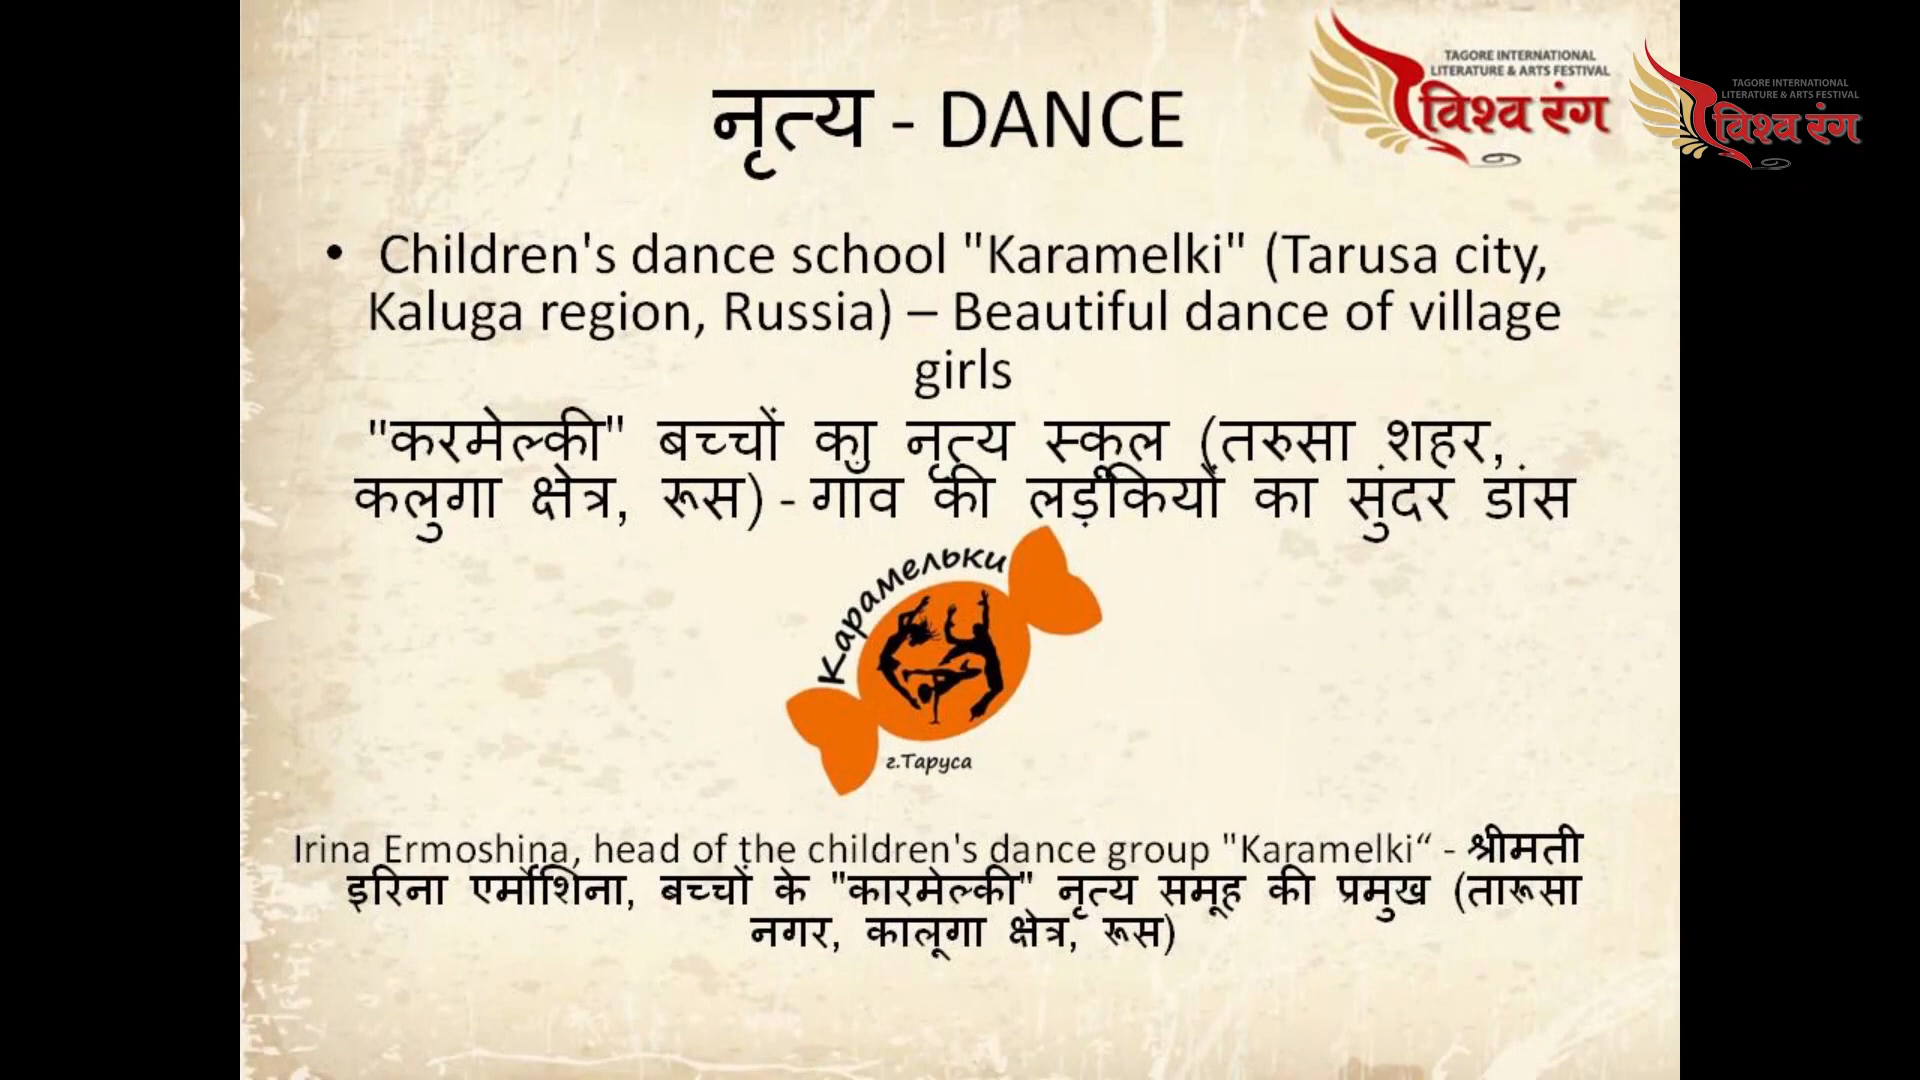 TAGORE INTERNATIONAL
LITERATURE & ARTS FESTIVAL
विश्व रंग
TAGORE INTERNATIONAL
LITERATURE & ARTS FESTIVAL
विश्व रंग
नृत्य - DANCE
• Children's dance school "Karamelki" (Tarusa city,
Kaluga region, Russia) – Beautiful dance of village
girls
"करमेल्की" बच्चों का नृत्य स्कूल (तरुसा शहर,
कलुगा क्षेत्र, रूस) - गाँव की लड़कियों का सुंदर डांस
Карамельки
г.Таруса
Irina Ermoshina, head of the children's dance group "Karamelki“ - श्रीमती
इरिना एर्मोशिना, बच्चों के "कारमेल्की" नृत्य समूह की प्रमुख (तारूसा
नगर, कालूगा क्षेत्र, रूस)